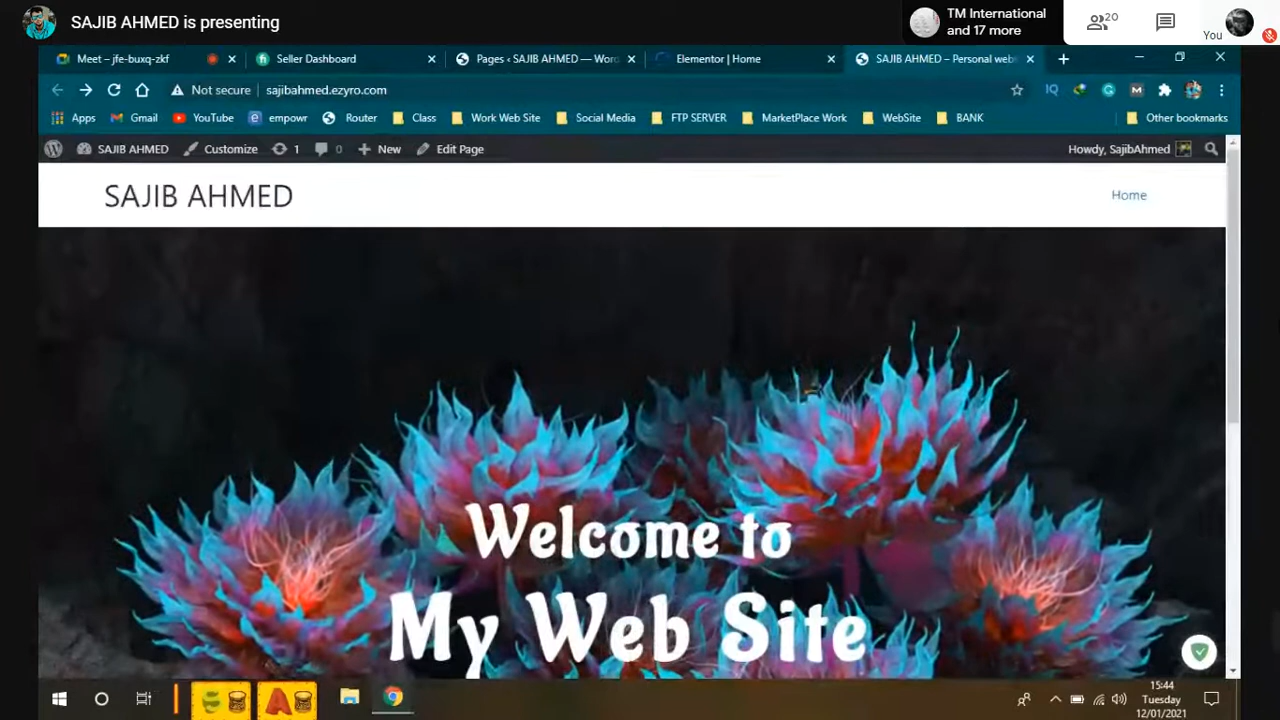 SAJIB AHMED is presenting
TM International
and 17 more
20
You
Meet – jfe-buxq-zkf
Seller Dashboard
Pages ‹ SAJIB AHMED — Wor
Elementor | Home
SAJIB AHMED – Personal web
Not secure
sajibahmed.ezyro.com
IQ
Apps
Gmail
YouTube
empowr
Router
Class
Work Web Site
Social Media
FTP SERVER
MarketPlace Work
WebSite
BANK
Other bookmarks
SAJIB AHMED
Customize
1
0
New
Edit Page
Howdy, SajibAhmed
SAJIB AHMED
Home
Welcome to
My Web Site
15:44
Tuesday
12/01/2021